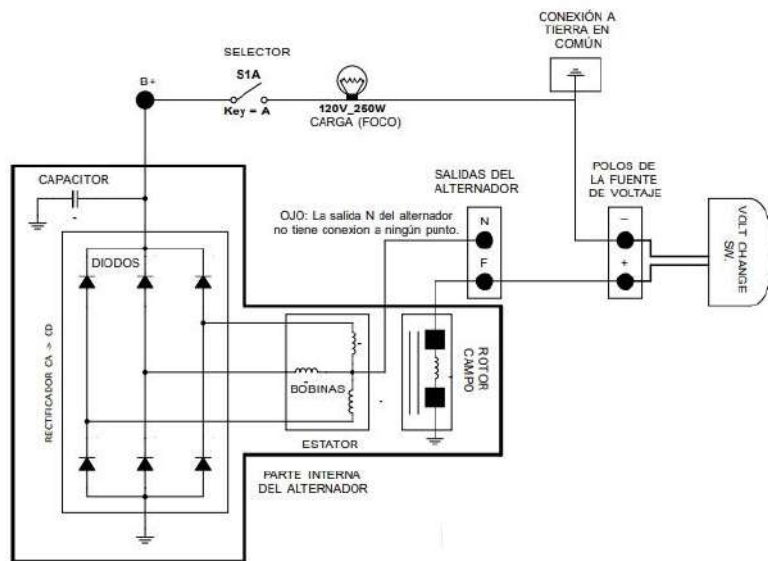 CONEXIÓN A
TIERRA EN
COMÚN
SELECTOR
S1A
B+
Key = A
120V_250W
CARGA (FOCO)
CAPACITOR
SALIDAS DEL
ALTERNADOR
POLOS DE
LA FUENTE
DE VOLTAJE
OJO: La salida N del alternador
no tiene conexion a ningún punto.
N
F
–
+
VOLT CHANGE
SW.
DIODOS
RECTIFICADOR CA -> CD
BOBINAS
ESTATOR
ROTOR
CAMPO
PARTE INTERNA
DEL ALTERNADOR